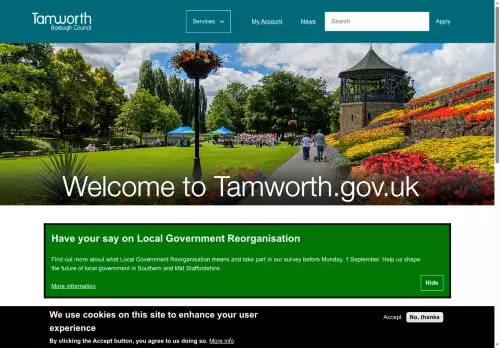 Tamworth
Borough Council
Services
My Account
News
Search
Apply
Welcome to Tamworth.gov.uk
Have your say on Local Government Reorganisation
Find out more about what Local Government Reorganisation means and take part in our survey before Monday, 1 September. Help us shape
the future of local government in Southern and Mid Staffordshire.
More information
Hide
We use cookies on this site to enhance your user
experience
By clicking the Accept button, you agree to us doing so. More info
Accept
No, thanks